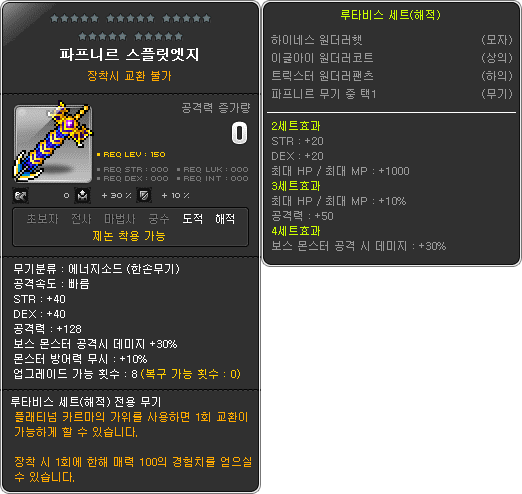 파프니르 스플릿엣지
장착시 교환 불가
공격력 증가량
0
REQ LEV : 150
REQ STR : 000
REQ LUK : 000
REQ DEX : 000
REQ INT : 000
0
+ 30 %
+ 10 %
초보자 전사 마법사 궁수 도적 해적
제논 착용 가능
무기분류 : 에너지소드 (한손무기)
공격속도 : 빠름
STR : +40
DEX : +40
공격력 : +128
보스 몬스터 공격시 데미지 +30%
몬스터 방어력 무시 : +10%
업그레이드 가능 횟수 : 8 (복구 가능 횟수 : 0)
루타비스 세트(해적) 전용 무기
플래티넘 카르마의 가위를 사용하면 1회 교환이
가능하게 할 수 있습니다.
장착 시 1회에 한해 매력 100의 경험치를 얻으실
수 있습니다.
루타비스 세트(해적)
하이네스 원더러햇 (모자)
이글아이 원더러코트 (상의)
트릭스터 원더러팬츠 (하의)
파프니르 무기 중 택1 (무기)
2세트효과
STR : +20
DEX : +20
최대 HP / 최대 MP : +1000
3세트효과
최대 HP / 최대 MP : +10%
공격력 : +50
4세트효과
보스 몬스터 공격 시 데미지 : +30%